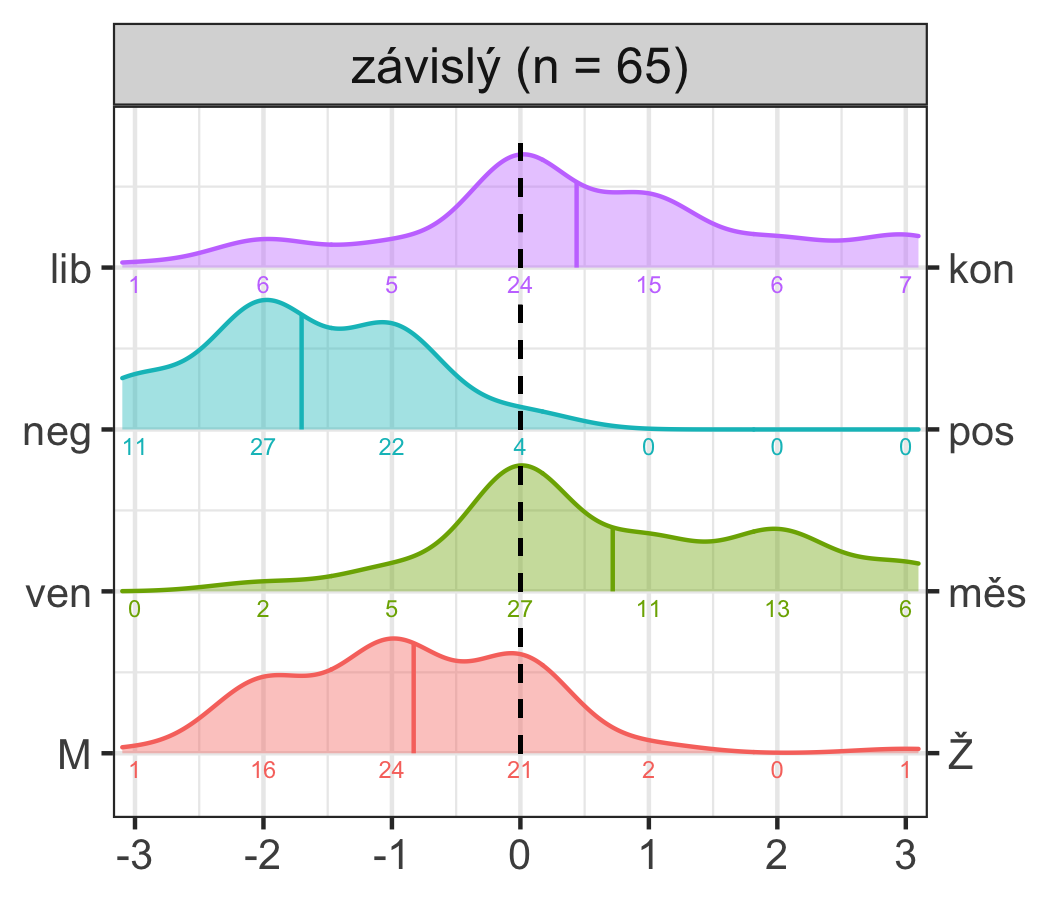 závislý (n = 65)
lib kon
1 6 5 24 15 6 7
neg pos
11 27 22 4 0 0 0
ven měs
0 2 5 27 11 13 6
M Ž
1 16 24 21 2 0 1
-3 -2 -1 0 1 2 3